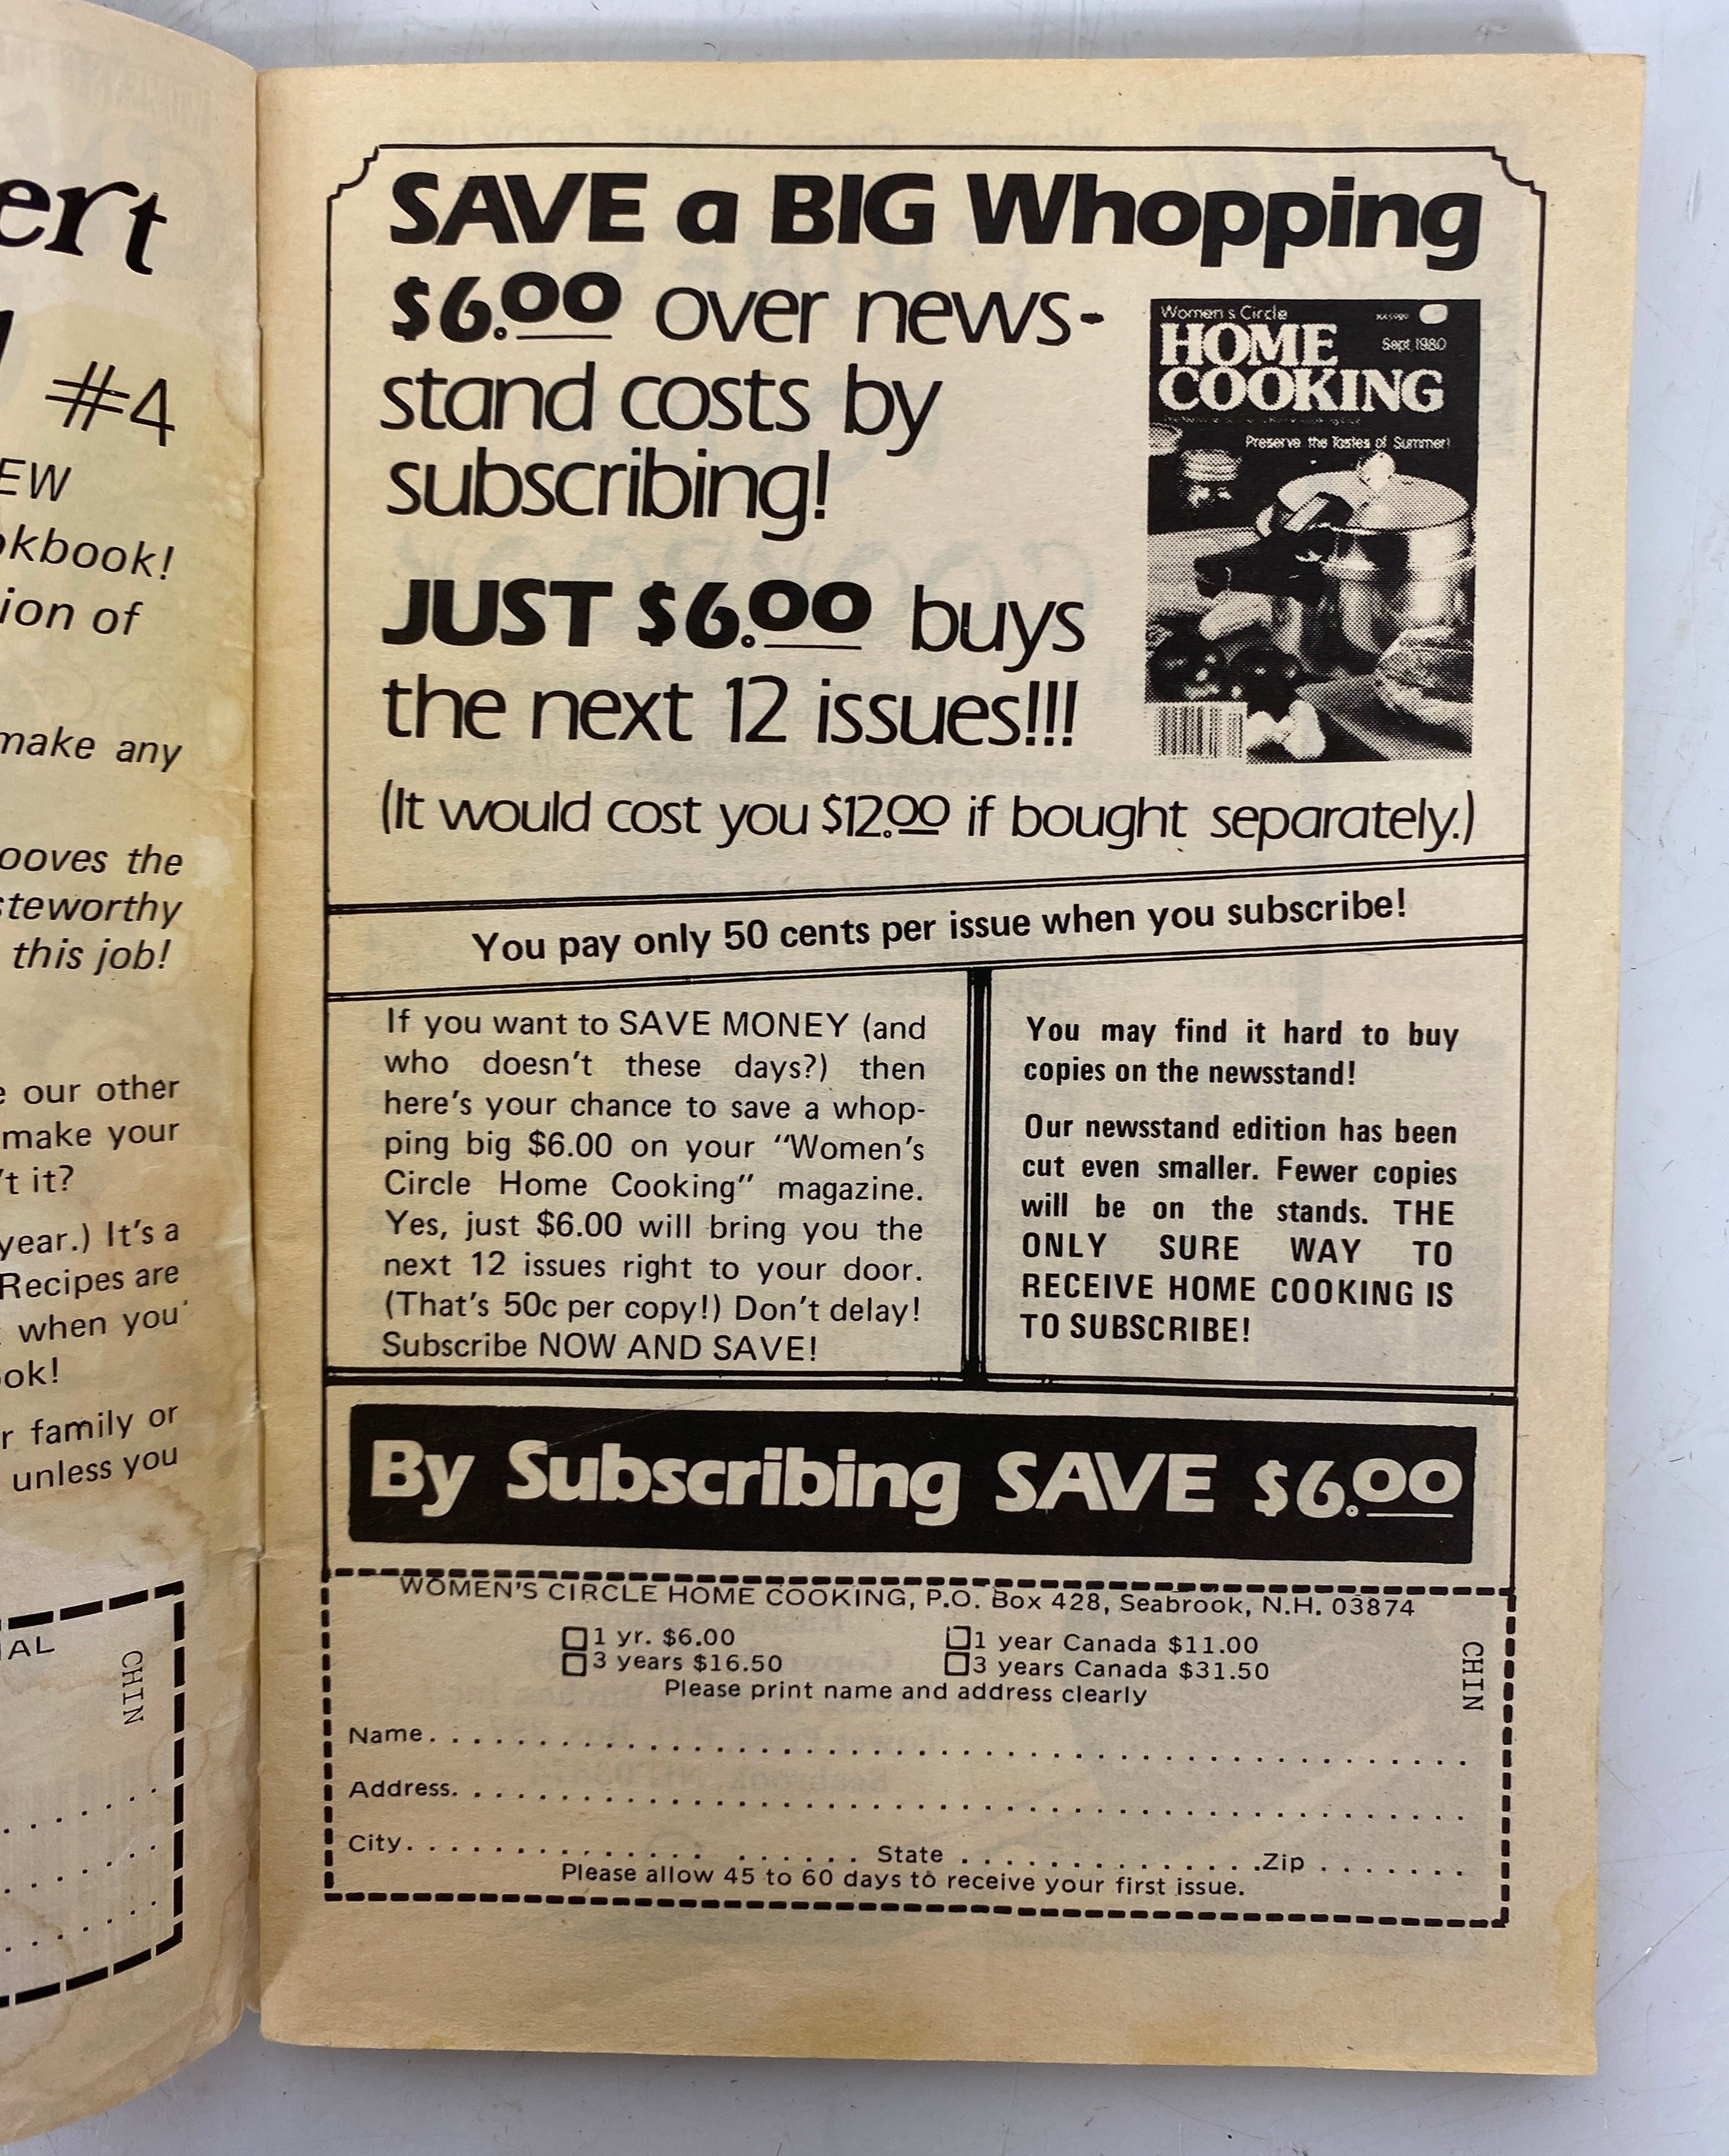 ert
#4
EW
okbook!
ion of
make any
ooves the
steworthy
this job!
e our other
make your
't it?
year.) It's a
Recipes are
when you
ook!
r family or
unless you
AL
CHIN
SAVE a BIG Whopping
$6.00 over news-
stand costs by
subscribing!
JUST $6.00 buys
the next 12 issues!!!
(It would cost you $12.00 if bought separately.)
Women's Circle
HOME
COOKING
Sept. 1980
Preserve the Tastes of Summer!
You pay only 50 cents per issue when you subscribe!
If you want to SAVE MONEY (and
who doesn't these days?) then
here's your chance to save a whop-
ping big $6.00 on your "Women's
Circle Home Cooking" magazine.
Yes, just $6.00 will bring you the
next 12 issues right to your door.
(That's 50c per copy!) Don't delay!
Subscribe NOW AND SAVE!
You may find it hard to buy
copies on the newsstand!
Our newsstand edition has been
cut even smaller. Fewer copies
will be on the stands. THE
ONLY SURE WAY TO
RECEIVE HOME COOKING IS
TO SUBSCRIBE!
By Subscribing SAVE $6.00
WOMEN'S CIRCLE HOME COOKING, P.O. Box 428, Seabrook, N.H. 03874
1 yr. $6.00 1 year Canada $11.00
3 years $16.50 3 years Canada $31.50
Please print name and address clearly
CHIN
Name
Address
City State Zip
Please allow 45 to 60 days to receive your first issue.